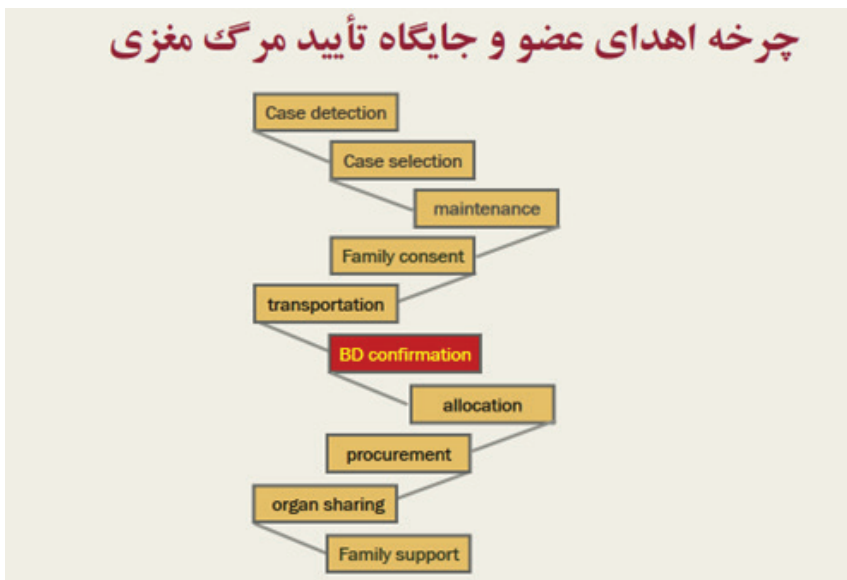 چرخه اهدای عضو و جایگاه تأیید مرگ مغزی
Case detection
Case selection
maintenance
Family consent
transportation
BD confirmation
allocation
procurement
organ sharing
Family support